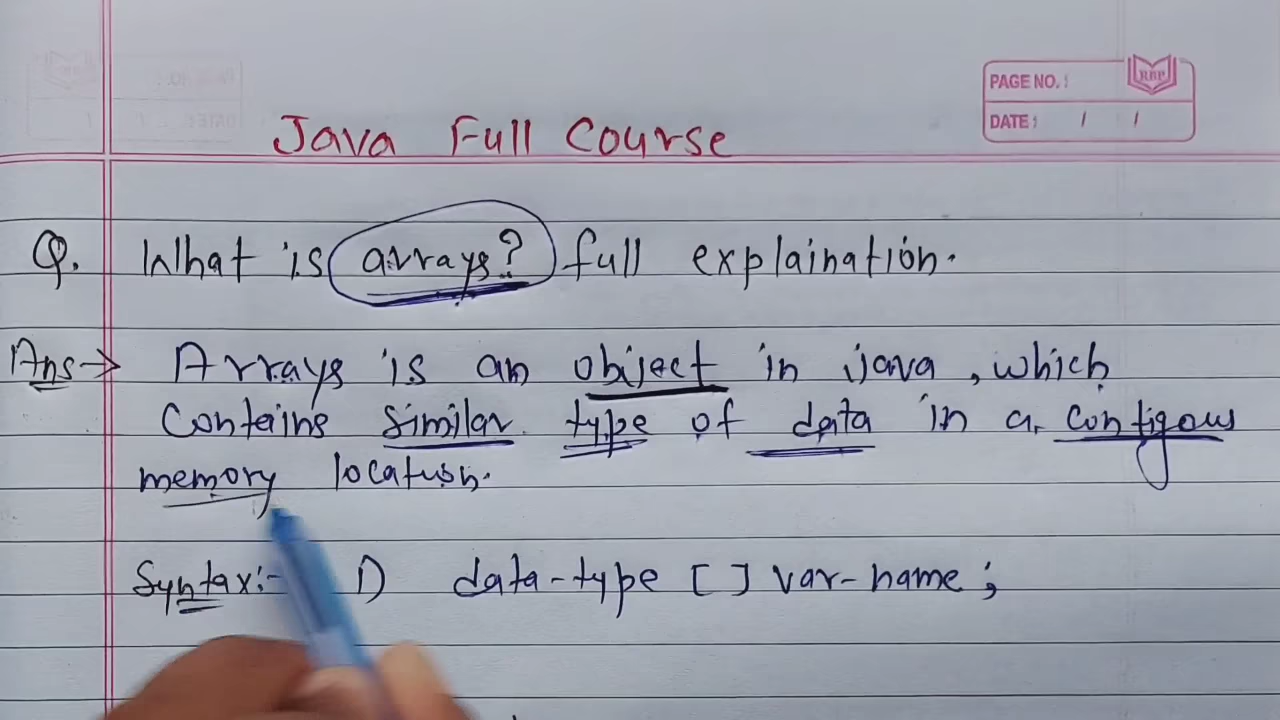 PAGE NO. :
RBP
DATE : / /
Java Full Course
Q. What is arrays? full explaination.
Ans→ Arrays is an object in java, which
Contains similar type of data in a contigous
memory location.
Syntax:- 1) data-type [ ] var-name;